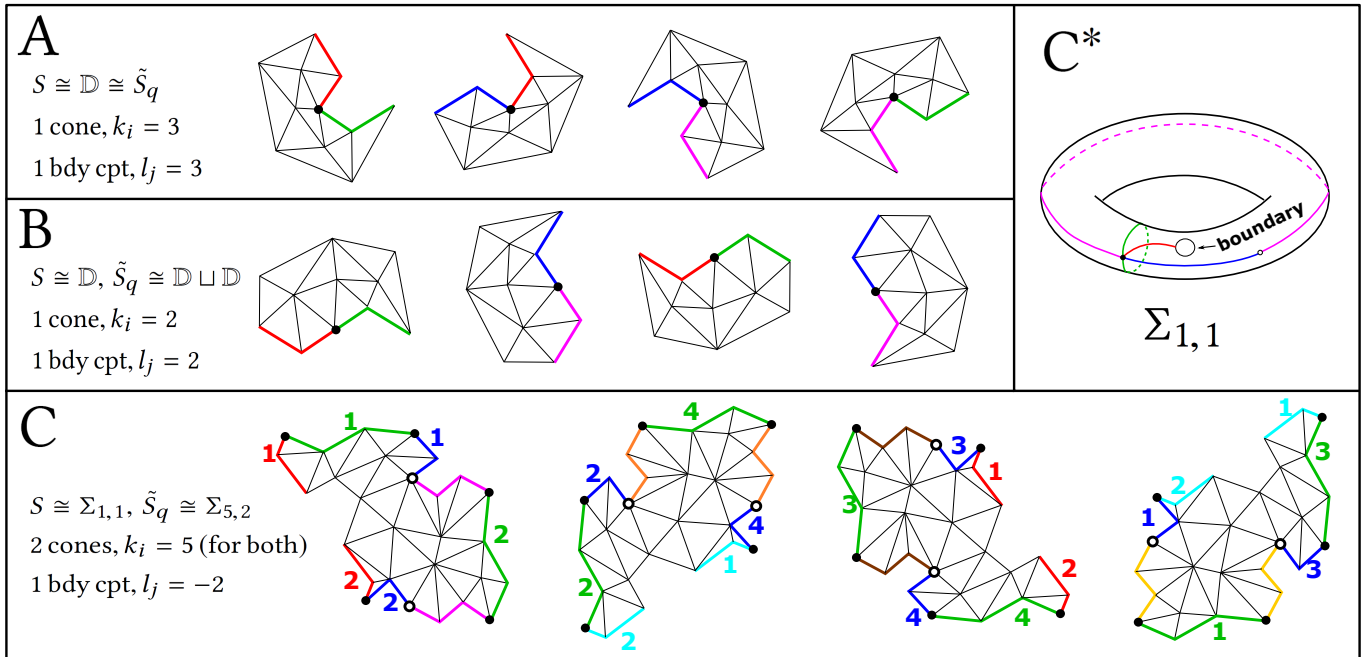 A
S ≅ 𝔻 ≅ S̃q
1 cone, ki = 3
1 bdy cpt, lj = 3
B
S ≅ 𝔻, S̃q ≅ 𝔻 ⊔ 𝔻
1 cone, ki = 2
1 bdy cpt, lj = 2
C*
boundary
Σ1,1
C
S ≅ Σ1,1, S̃q ≅ Σ5,2
2 cones, ki = 5 (for both)
1 bdy cpt, lj = −2
1
1
1
2
2
2
4
2
4
1
2
2
3
1
3
2
4
4
1
3
2
1
3
1